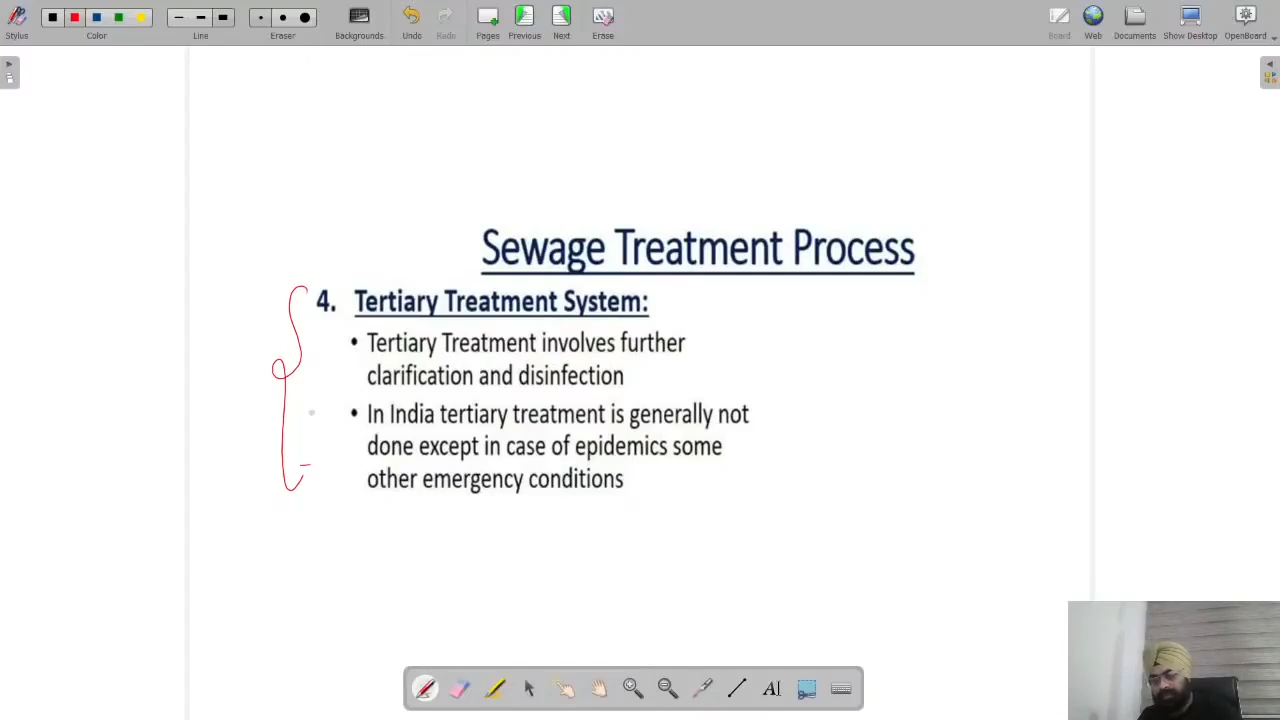 Stylus
Color
Line
Eraser
Backgrounds
Undo
Redo
Pages
Previous
Next
Erase
Board
Web
Documents
Show Desktop
OpenBoard
Sewage Treatment Process
4. Tertiary Treatment System:
• Tertiary Treatment involves further
clarification and disinfection
• In India tertiary treatment is generally not
done except in case of epidemics some
other emergency conditions